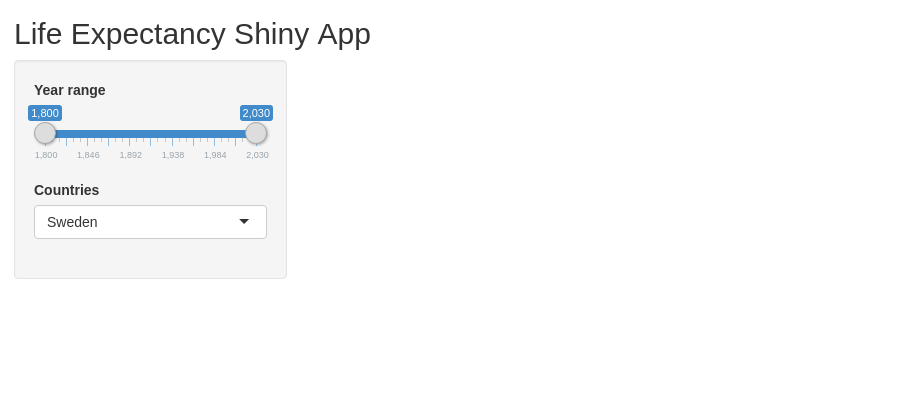 Life Expectancy Shiny App
Year range
1,800 2,030
1,800 1,846 1,892 1,938 1,984 2,030
Countries
Sweden